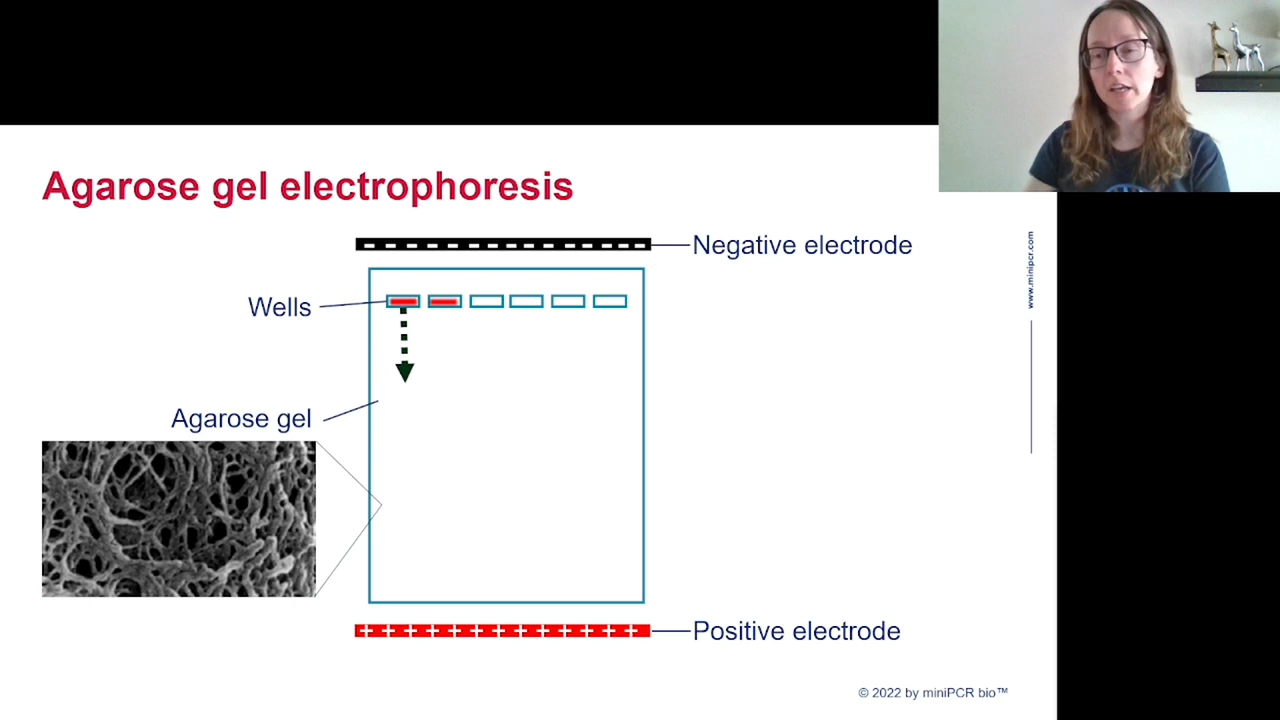 Agarose gel electrophoresis
Negative electrode
Wells
Agarose gel
Positive electrode
www.minipcr.com
© 2022 by miniPCR bio™